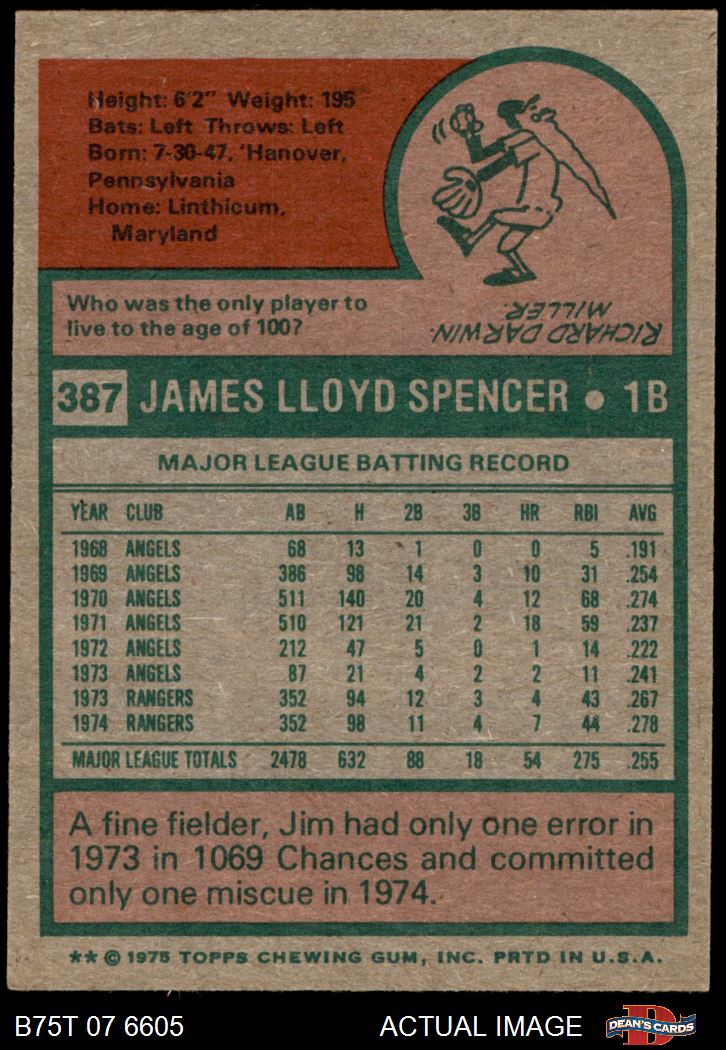 Height: 6'2" Weight: 195
Bats: Left Throws: Left
Born: 7-30-47, 'Hanover,
Pennsylvania
Home: Linthicum,
Maryland
Who was the only player to
live to the age of 100?
RICHARD DARWIN.
MILLER.
387 JAMES LLOYD SPENCER • 1B
MAJOR LEAGUE BATTING RECORD
YEAR CLUB AB H 2B 3B HR RBI AVG
1968 ANGELS 68 13 1 0 0 5 .191
1969 ANGELS 386 98 14 3 10 31 .254
1970 ANGELS 511 140 20 4 12 68 .274
1971 ANGELS 510 121 21 2 18 59 .237
1972 ANGELS 212 47 5 0 1 14 .222
1973 ANGELS 87 21 4 2 2 11 .241
1973 RANGERS 352 94 12 3 4 43 .267
1974 RANGERS 352 98 11 4 7 44 .278
MAJOR LEAGUE TOTALS 2478 632 88 18 54 275 .255
A fine fielder, Jim had only one error in
1973 in 1069 Chances and committed
only one miscue in 1974.
** © 1975 TOPPS CHEWING GUM, INC. PRTD IN U.S.A.
B75T 07 6605 ACTUAL IMAGE DEAN'S CARDS